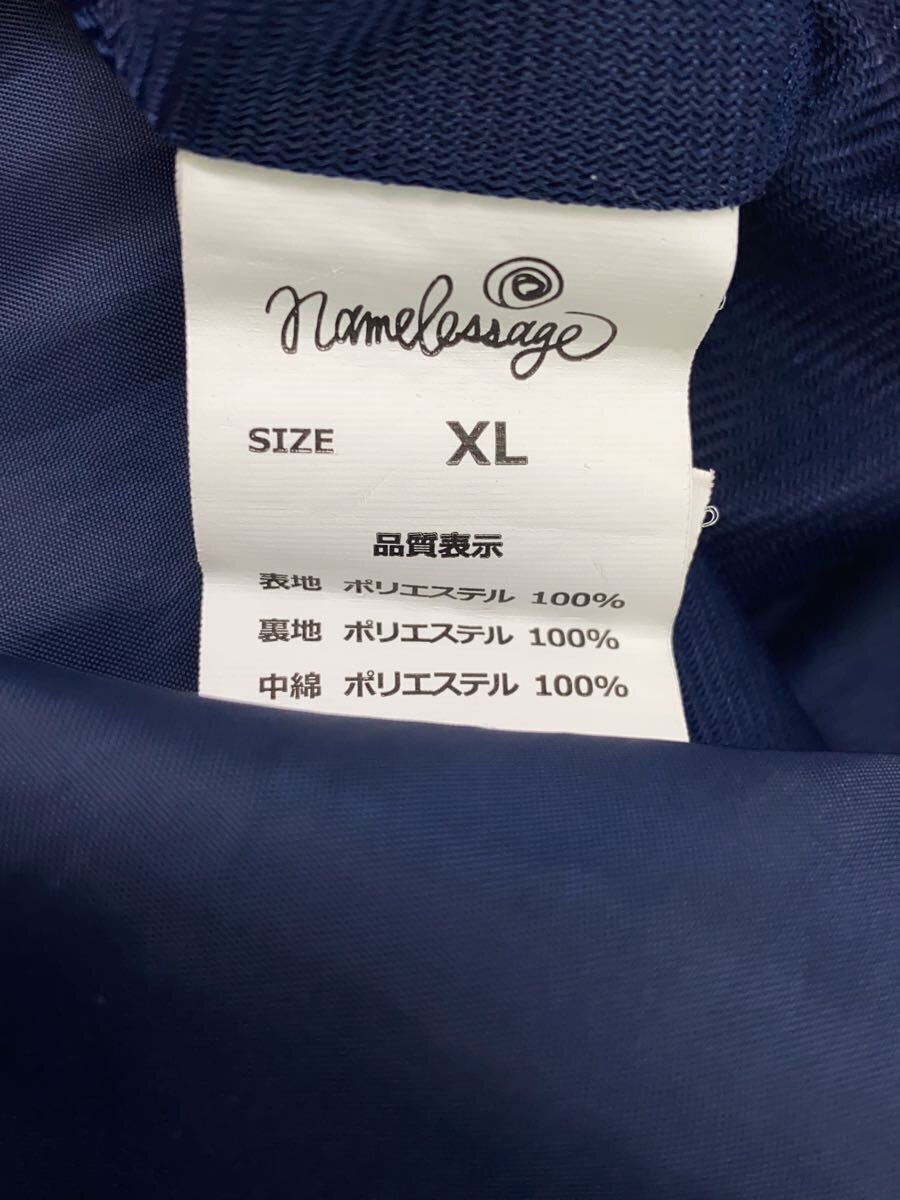 namelessage
SIZE XL
品質表示
表地 ポリエステル 100%
裏地 ポリエステル 100%
中綿 ポリエステル 100%